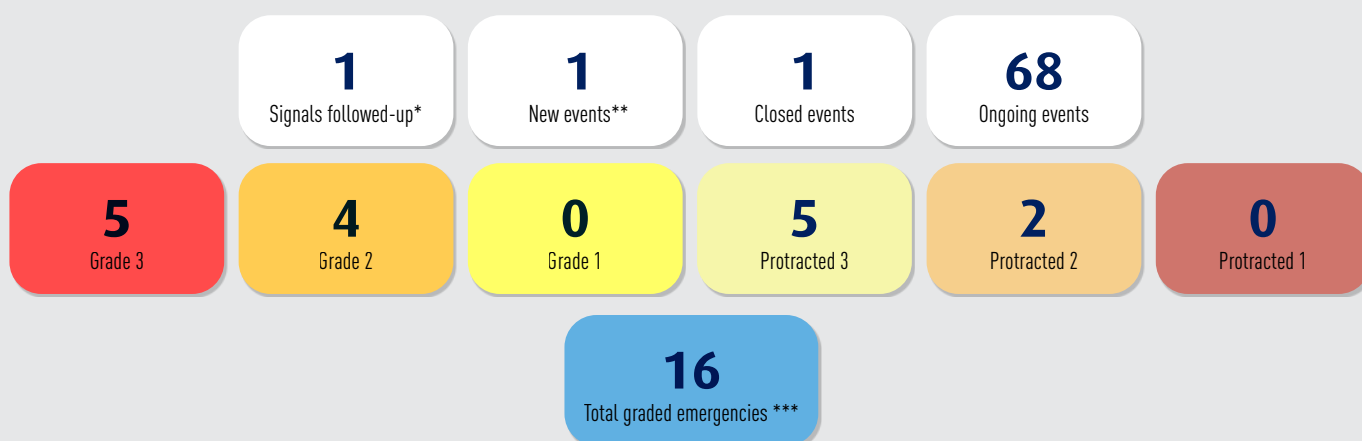 1
Signals followed-up*
1
New events**
1
Closed events
68
Ongoing events
5
Grade 3
4
Grade 2
0
Grade 1
5
Protracted 3
2
Protracted 2
0
Protracted 1
16
Total graded emergencies ***